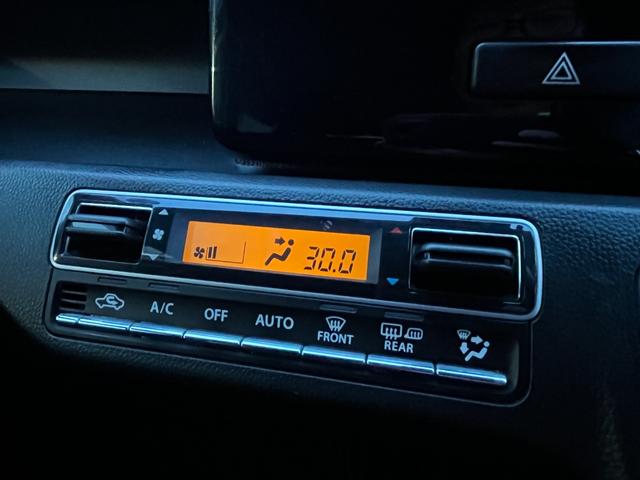 30.0
A/C
OFF
AUTO
FRONT
REAR